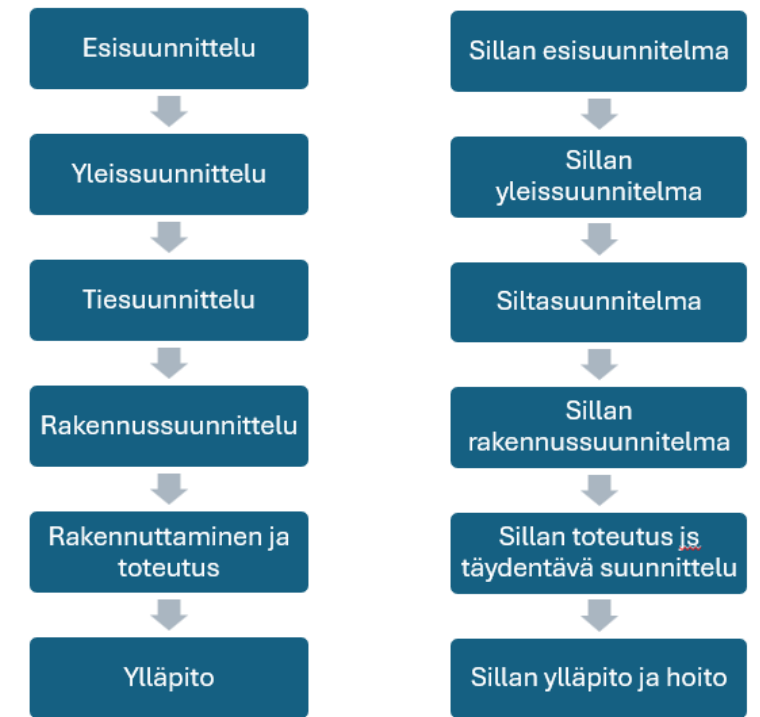 Esisuunnittelu
Yleissuunnittelu
Tiesuunnittelu
Rakennussuunnittelu
Rakennuttaminen ja
toteutus
Ylläpito
Sillan esisuunnitelma
Sillan
yleissuunnitelma
Siltasuunnitelma
Sillan
rakennussuunnitelma
Sillan toteutus js
täydentävä suunnittelu
Sillan ylläpito ja hoito